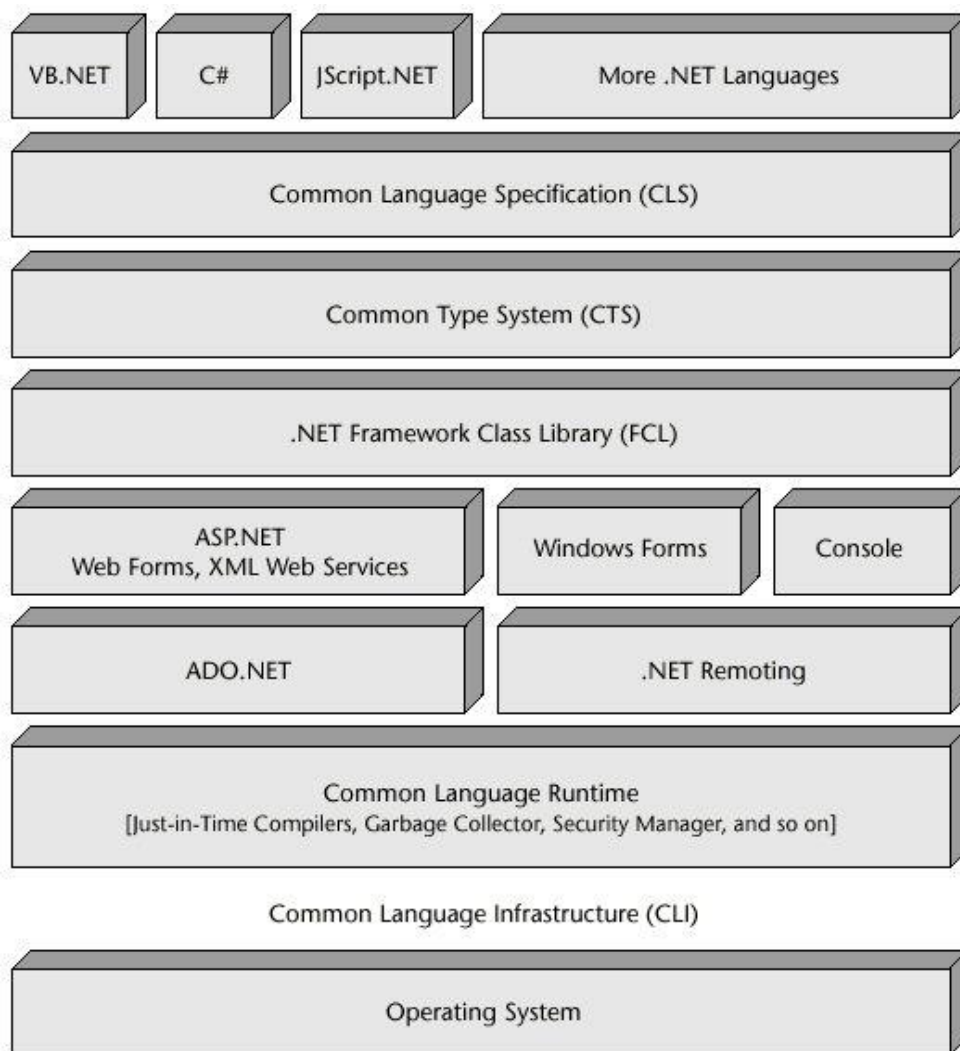 VB.NET
C#
JScript.NET
More .NET Languages
Common Language Specification (CLS)
Common Type System (CTS)
.NET Framework Class Library (FCL)
ASP.NET
Web Forms, XML Web Services
Windows Forms
Console
ADO.NET
.NET Remoting
Common Language Runtime
[Just-in-Time Compilers, Garbage Collector, Security Manager, and so on]
Common Language Infrastructure (CLI)
Operating System